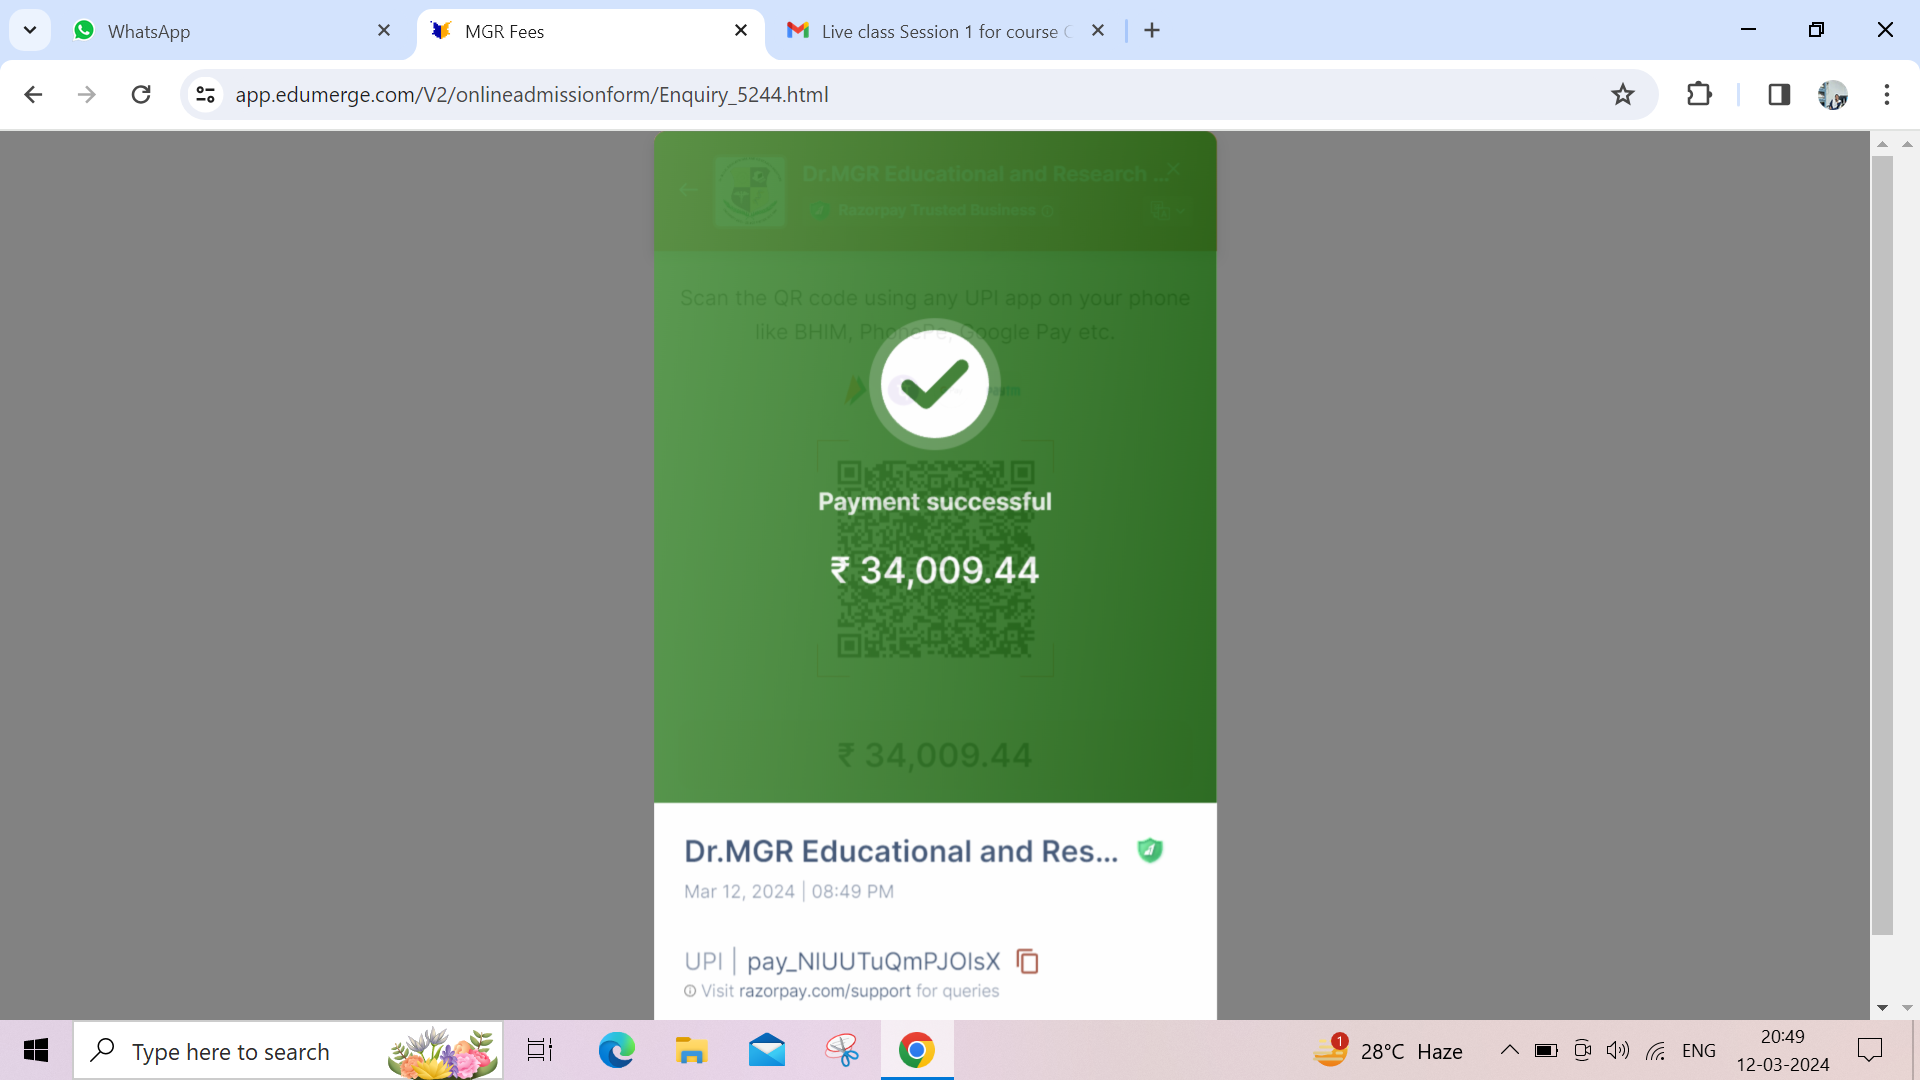 WhatsApp
MGR Fees
Live class Session 1 for course
app.edumerge.com/V2/onlineadmissionform/Enquiry_5244.html
Dr.MGR Educational and Research ...
Razorpay Trusted Business
Scan the QR code using any UPI app on your phone
like BHIM, PhonePe, Google Pay etc.
Payment successful
₹ 34,009.44
₹ 34,009.44
Dr.MGR Educational and Res...
Mar 12, 2024 | 08:49 PM
UPI | pay_NIUUTuQmPJOIsX
Visit razorpay.com/support for queries
Type here to search
1
28°C Haze
ENG
20:49
12-03-2024